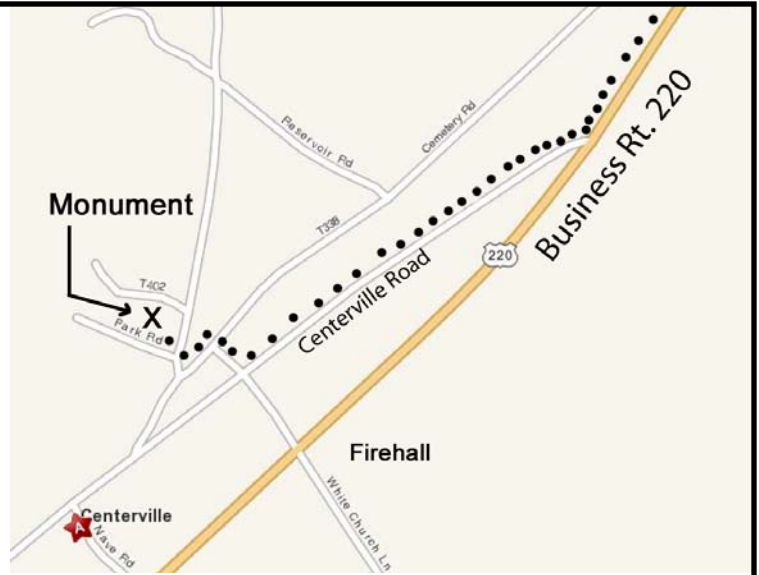 Reservoir Rd
Cemetery Rd
Business Rt. 220
Monument
T338
220
T402
X
Park Rd
Centerville Road
Firehall
White Church Ln
Centerville
A
Nave Rd